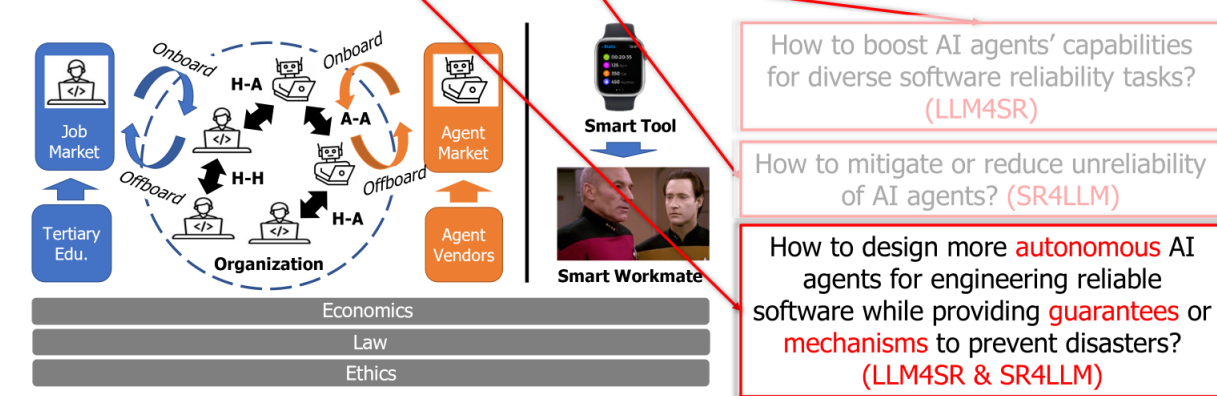 Onboard
H-A
Onboard
Job
Market
Agent
Market
A-A
Offboard
H-H
Offboard
H-A
Tertiary
Edu.
Organization
Agent
Vendors
Smart Tool
Smart Workmate
Economics
Law
Ethics
How to boost AI agents’ capabilities
for diverse software reliability tasks?
(LLM4SR)
How to mitigate or reduce unreliability
of AI agents? (SR4LLM)
How to design more autonomous AI
agents for engineering reliable
software while providing guarantees or
mechanisms to prevent disasters?
(LLM4SR & SR4LLM)